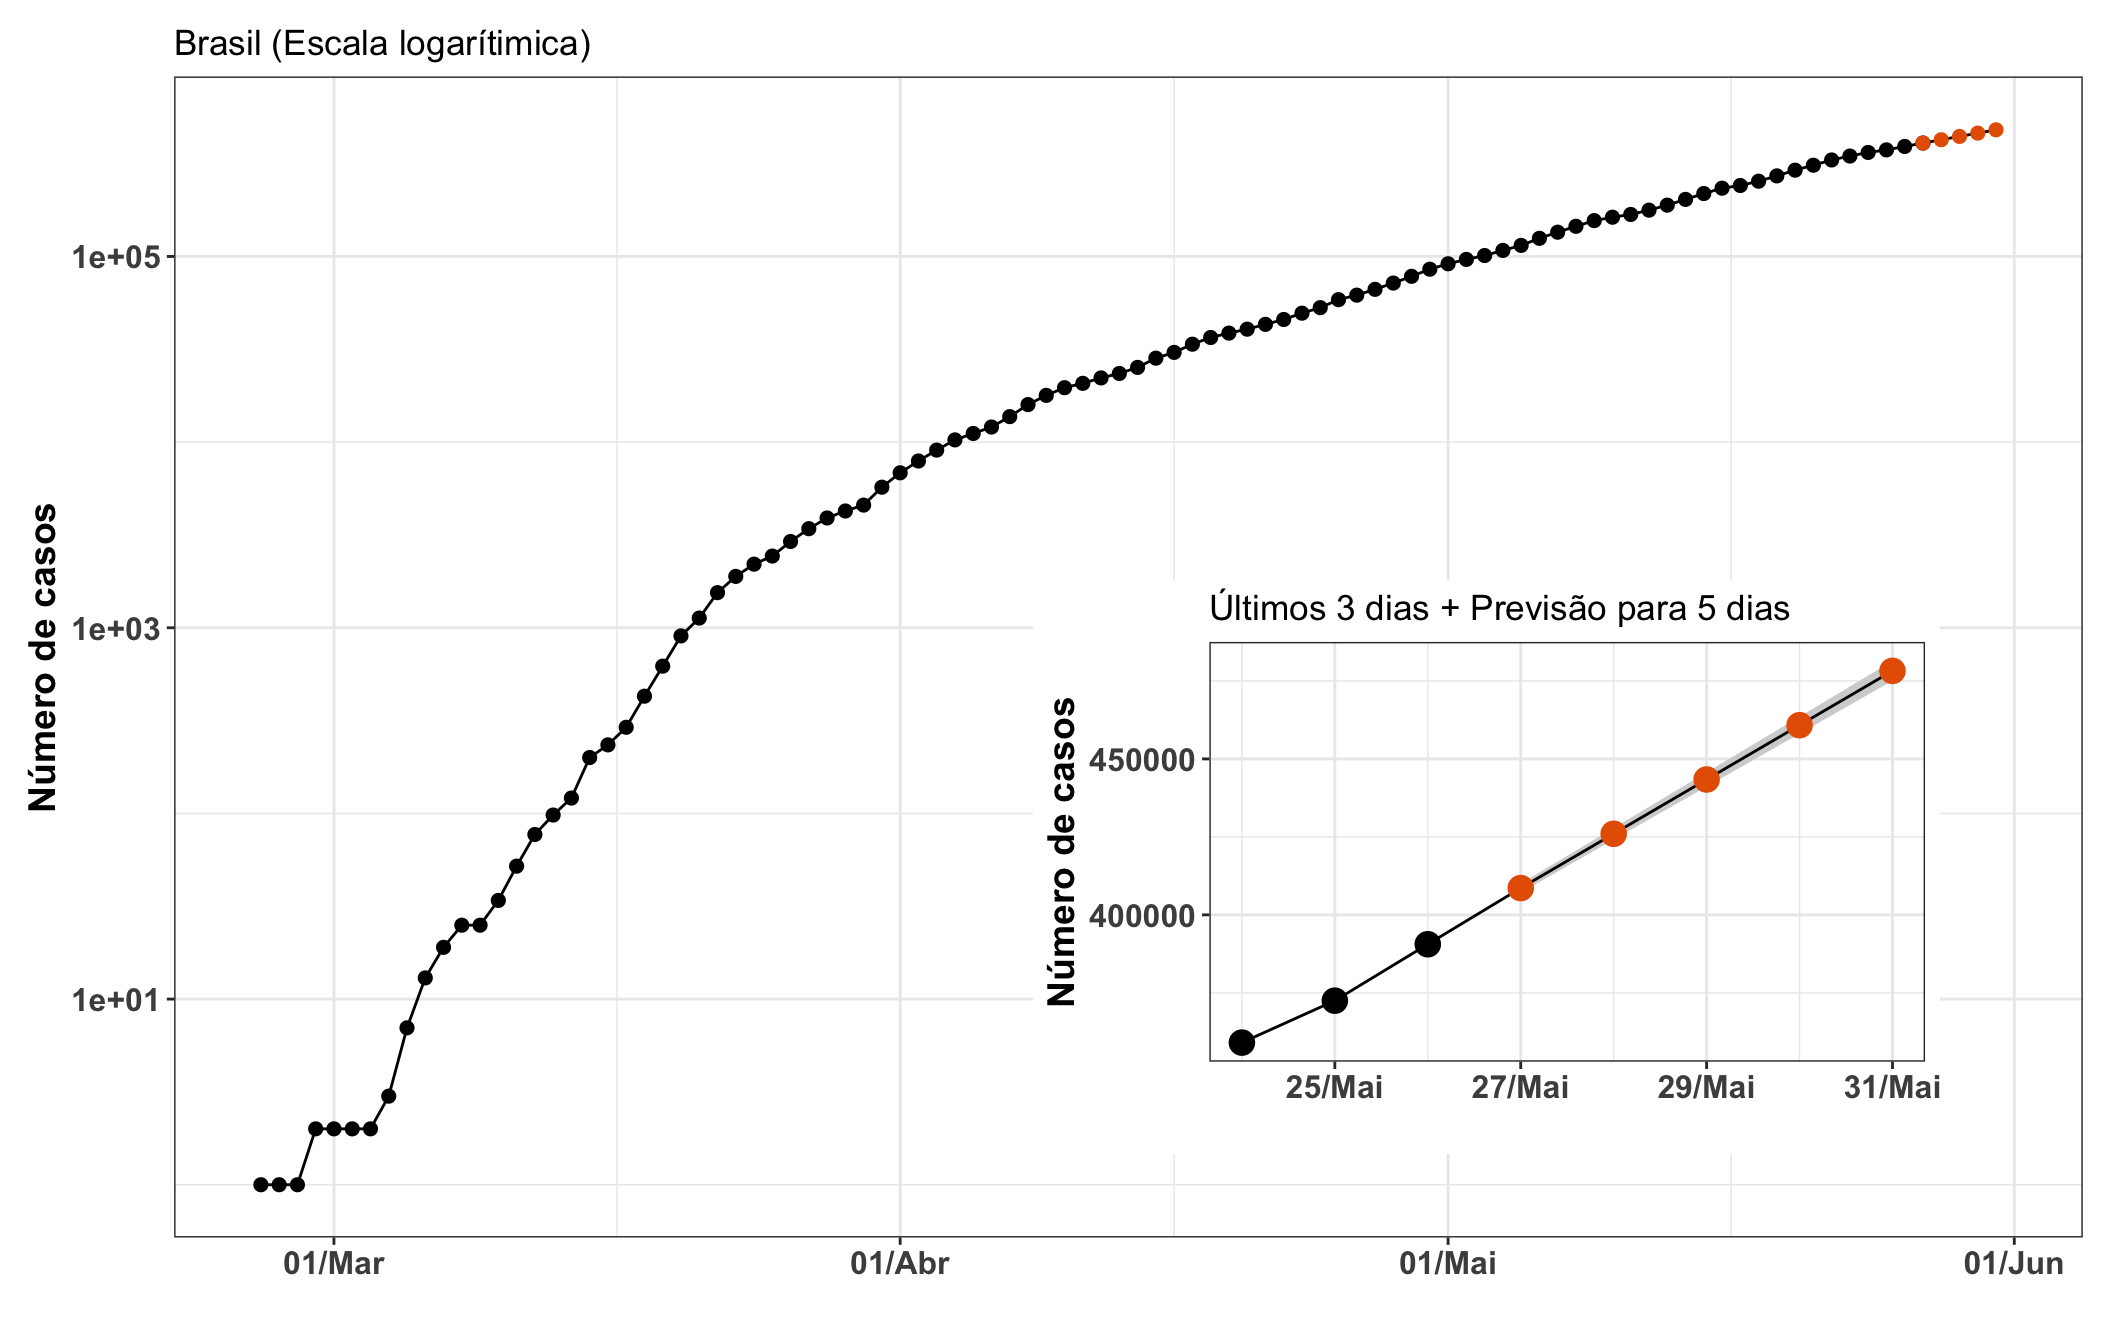 Brasil (Escala logarítimica)
Número de casos
1e+05
1e+03
1e+01
01/Mar
01/Abr
01/Mai
01/Jun
Últimos 3 dias + Previsão para 5 dias
Número de casos
450000
400000
25/Mai
27/Mai
29/Mai
31/Mai